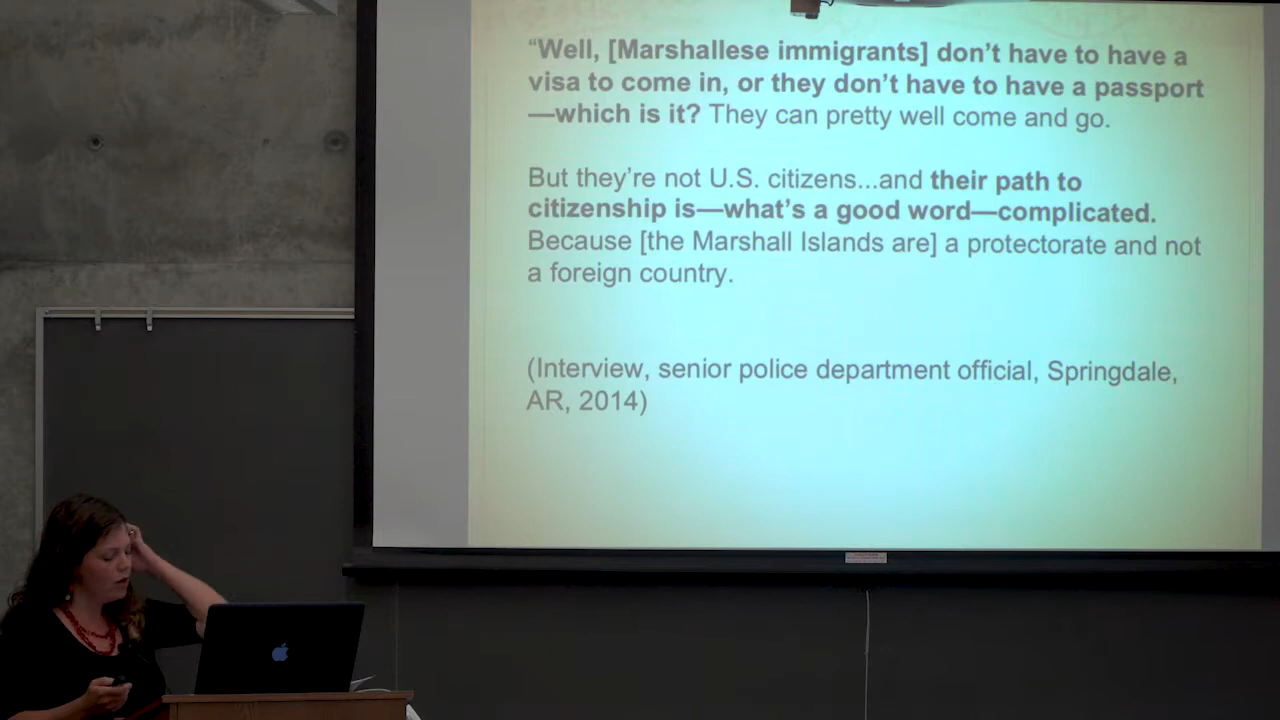 “Well, [Marshallese immigrants] don’t have to have a
visa to come in, or they don’t have to have a passport
—which is it? They can pretty well come and go.
But they’re not U.S. citizens...and their path to
citizenship is—what’s a good word—complicated.
Because [the Marshall Islands are] a protectorate and not
a foreign country.
(Interview, senior police department official, Springdale,
AR, 2014)